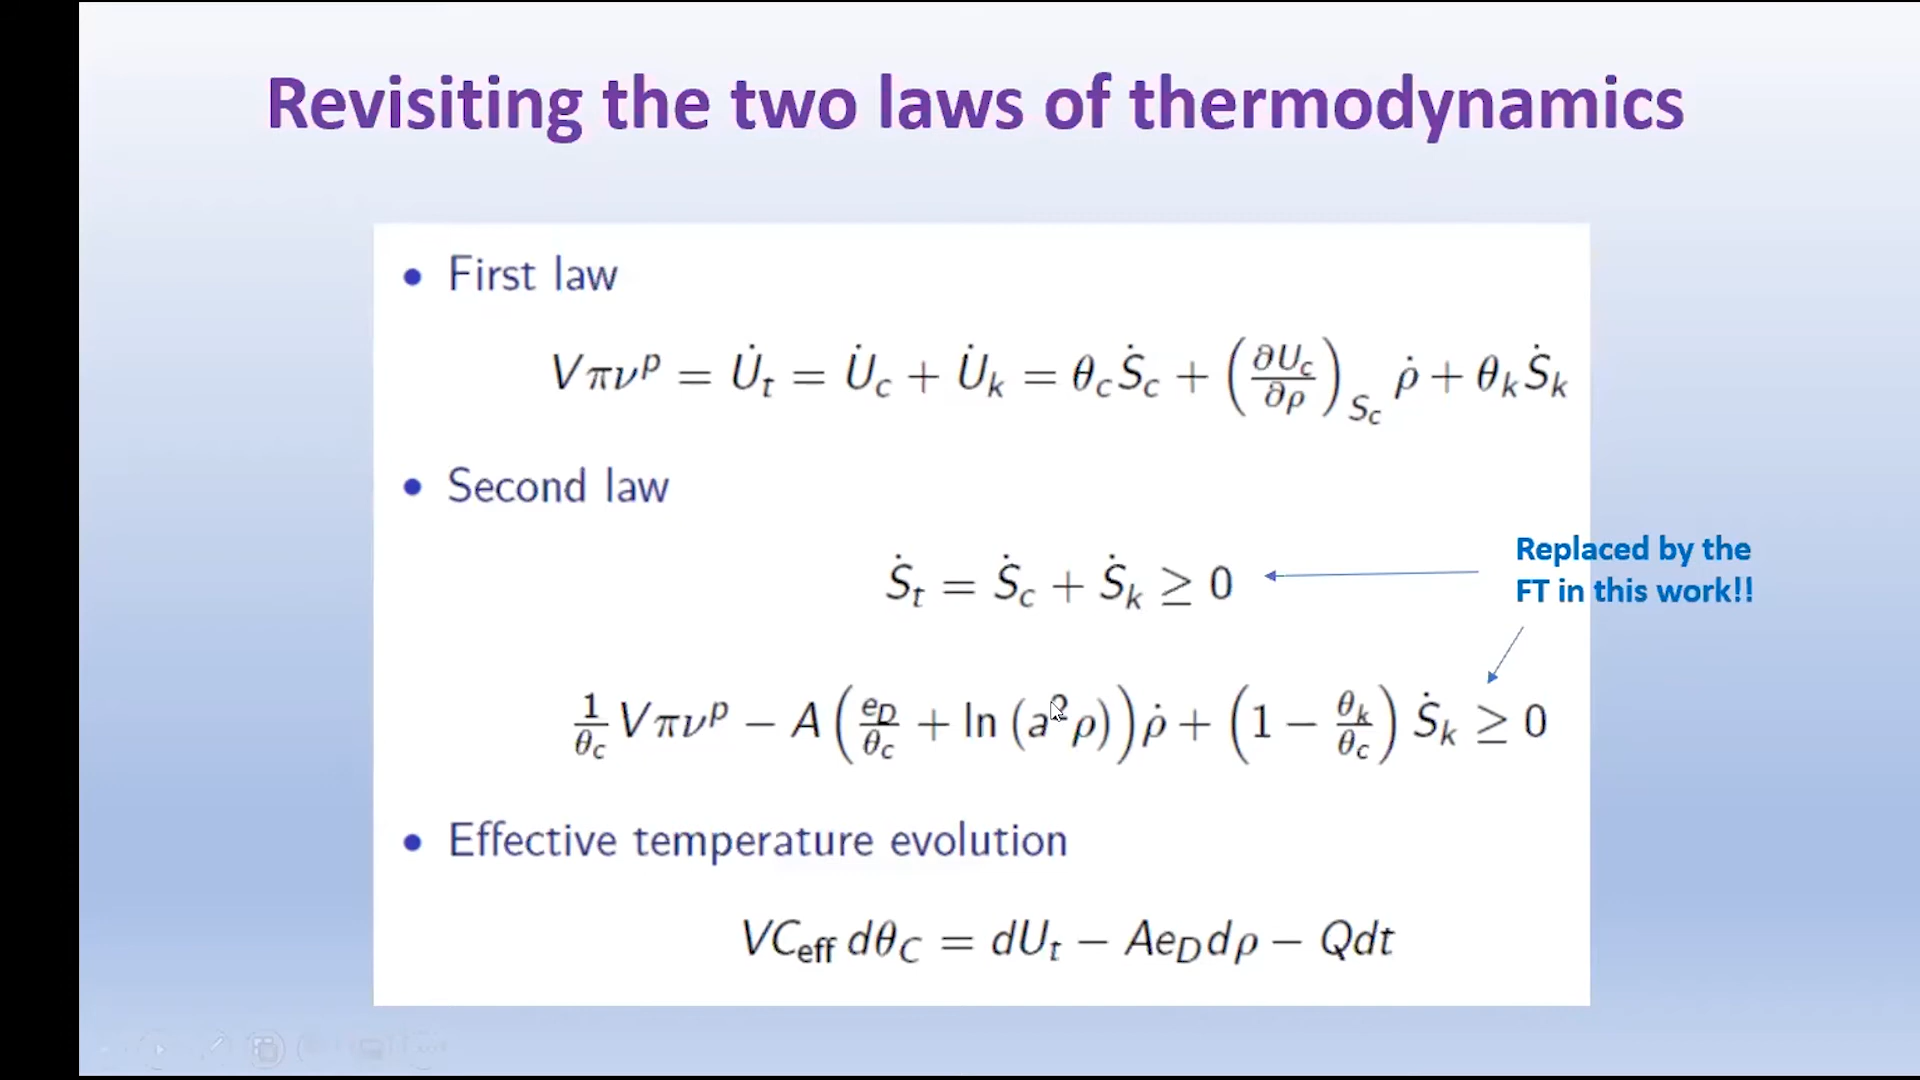 Revisiting the two laws of thermodynamics
• First law
Vπν^p = U̇_t = U̇_c + U̇_k = θ_c Ṡ_c + (∂U_c/∂ρ)_{S_c} ρ̇ + θ_k Ṡ_k
• Second law
Ṡ_t = Ṡ_c + Ṡ_k ≥ 0
Replaced by the
FT in this work!!
1/θ_c Vπν^p − A(e_D/θ_c + ln (a²ρ)) ρ̇ + (1 − θ_k/θ_c) Ṡ_k ≥ 0
• Effective temperature evolution
VC_eff dθ_C = dU_t − Ae_D dρ − Qdt